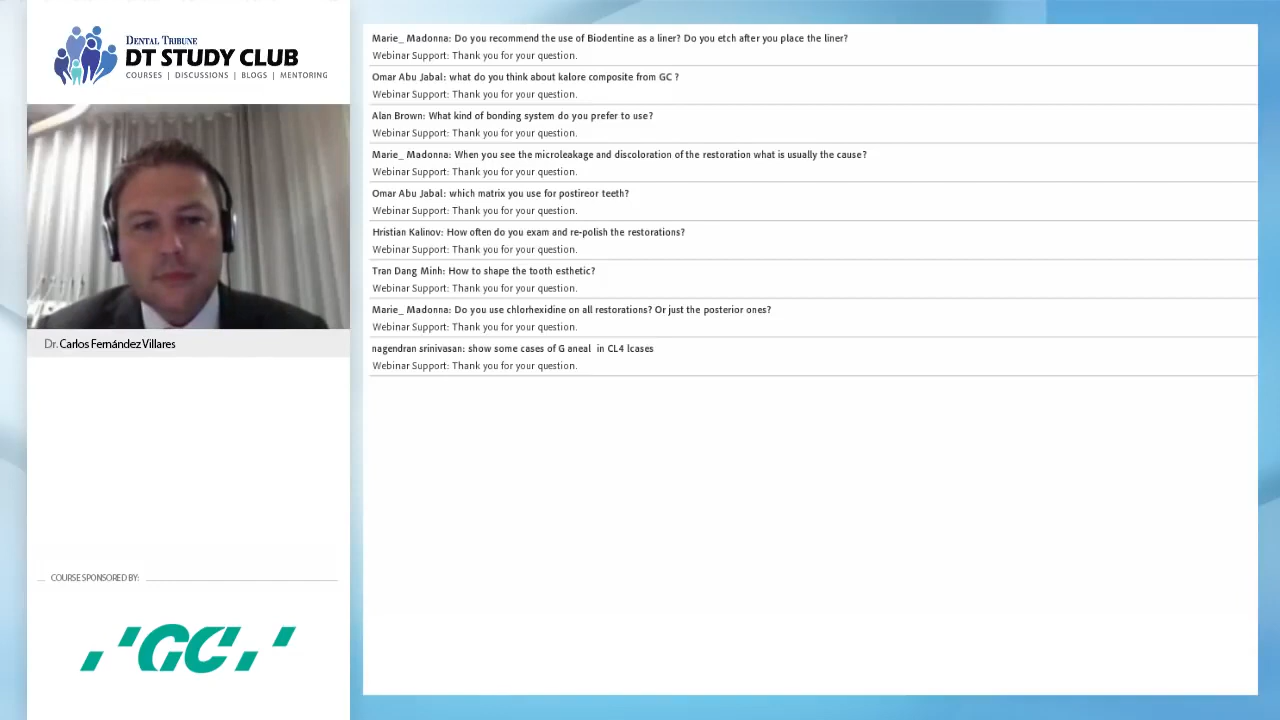 DENTAL TRIBUNE
DT STUDY CLUB
COURSES | DISCUSSIONS | BLOGS | MENTORING
Dr. Carlos Fernández Villares
COURSE SPONSORED BY:
GC
Marie_ Madonna: Do you recommend the use of Biodentine as a liner? Do you etch after you place the liner?
Webinar Support: Thank you for your question.
Omar Abu Jabal: what do you think about kalore composite from GC ?
Webinar Support: Thank you for your question.
Alan Brown: What kind of bonding system do you prefer to use?
Webinar Support: Thank you for your question.
Marie_ Madonna: When you see the microleakage and discoloration of the restoration what is usually the cause?
Webinar Support: Thank you for your question.
Omar Abu Jabal: which matrix you use for postireor teeth?
Webinar Support: Thank you for your question.
Hristian Kalinov: How often do you exam and re-polish the restorations?
Webinar Support: Thank you for your question.
Tran Dang Minh: How to shape the tooth esthetic?
Webinar Support: Thank you for your question.
Marie_ Madonna: Do you use chlorhexidine on all restorations? Or just the posterior ones?
Webinar Support: Thank you for your question.
nagendran srinivasan: show some cases of G aneal in CL4 lcases
Webinar Support: Thank you for your question.